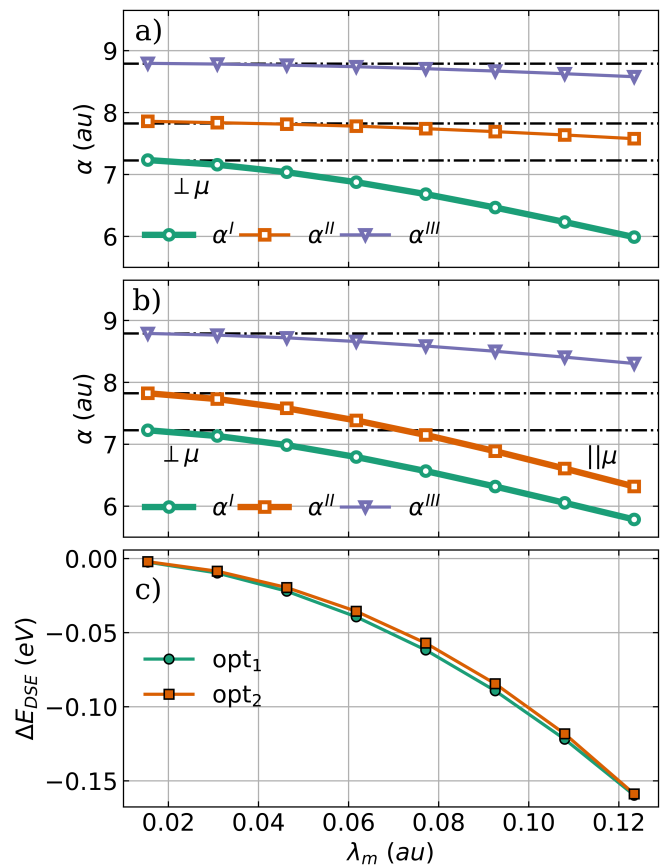 a)
9
8
7
6
α (au)
⊥ μ
α^I α^II α^III
b)
9
8
7
6
α (au)
⊥ μ
||μ
α^I α^II α^III
c)
0.00
−0.05
−0.10
−0.15
ΔE_DSE (eV)
opt₁
opt₂
0.02 0.04 0.06 0.08 0.10 0.12
λ_m (au)